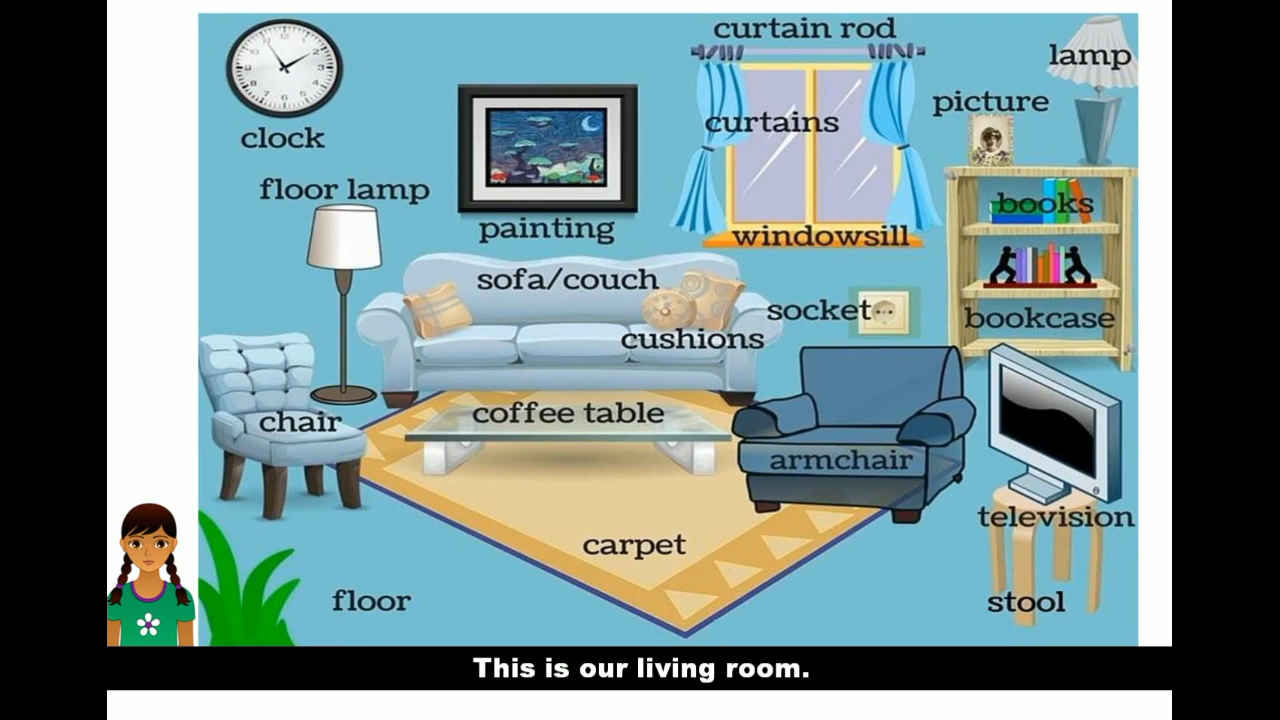 curtain rod
lamp
picture
curtains
clock
floor lamp
books
painting
windowsill
sofa/couch
socket
bookcase
cushions
coffee table
chair
armchair
television
carpet
floor
stool
This is our living room.